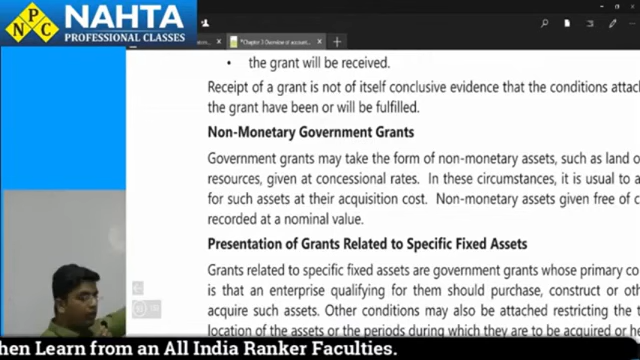 NAHTA
NPC
PROFESSIONAL CLASSES
*Chapter 3 Overview of account...
• the grant will be received.
Receipt of a grant is not of itself conclusive evidence that the conditions attac
the grant have been or will be fulfilled.
Non-Monetary Government Grants
Government grants may take the form of non-monetary assets, such as land o
resources, given at concessional rates. In these circumstances, it is usual to a
for such assets at their acquisition cost. Non-monetary assets given free of c
recorded at a nominal value.
Presentation of Grants Related to Specific Fixed Assets
Grants related to specific fixed assets are government grants whose primary co
is that an enterprise qualifying for them should purchase, construct or oth
acquire such assets. Other conditions may also be attached restricting the t
location of the assets or the periods during which they are to be acquired or he
hen Learn from an All India Ranker Faculties.